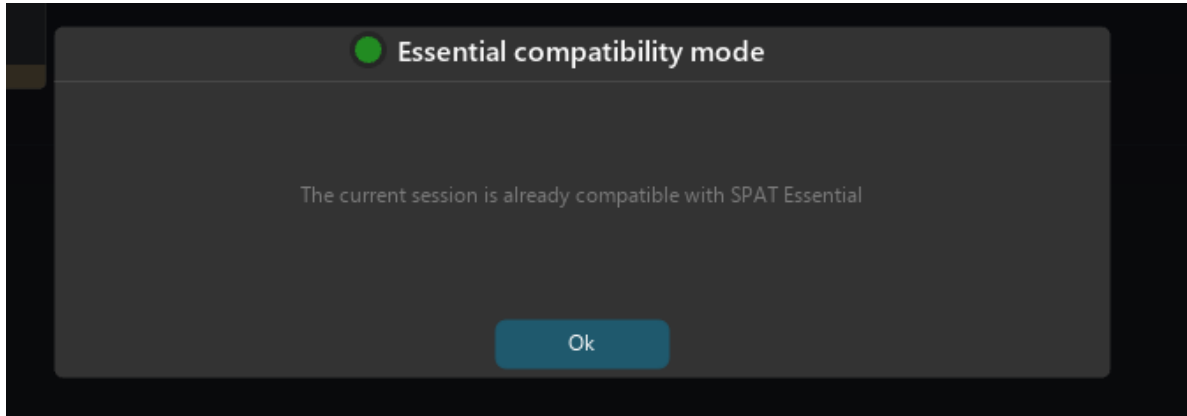 Essential compatibility mode
The current session is already compatible with SPAT Essential
Ok